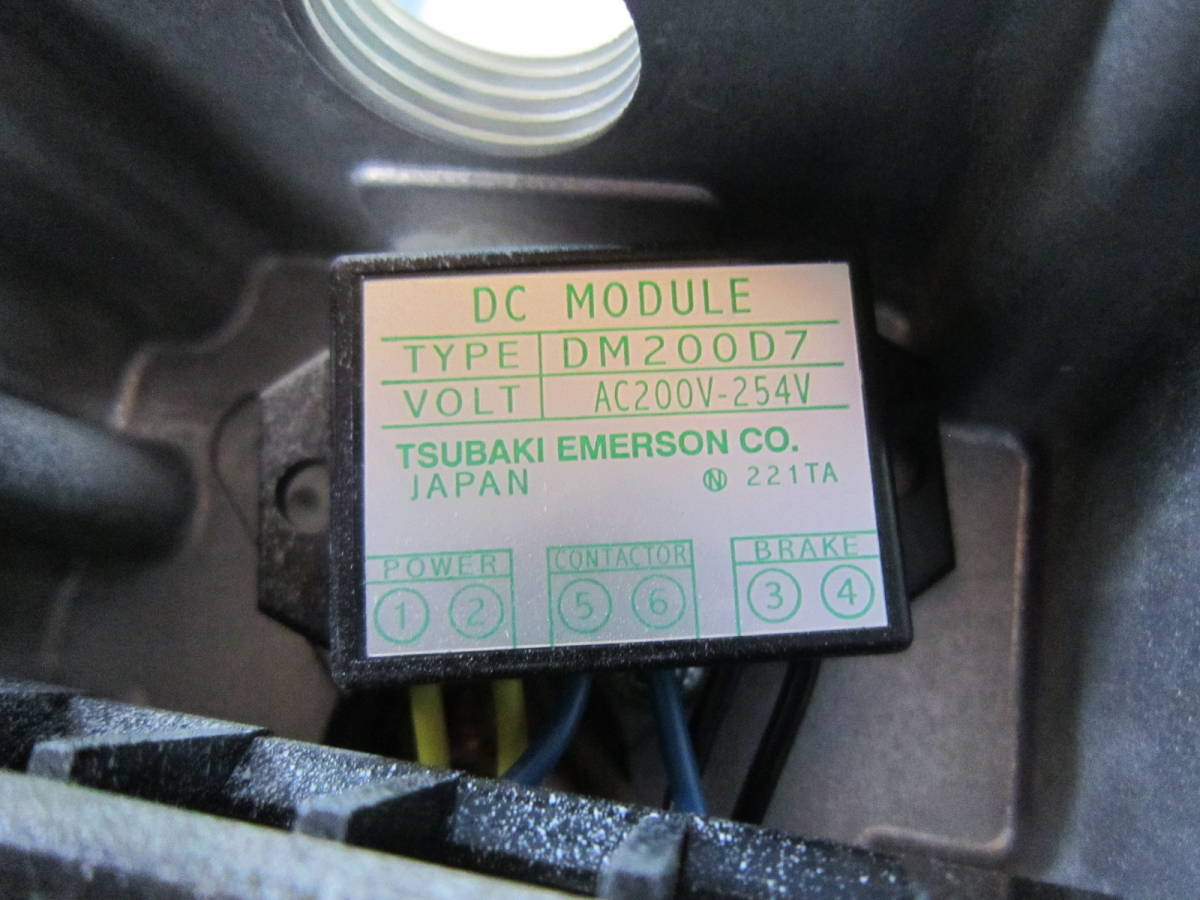 DC MODULE
TYPE DM200D7
VOLT AC200V-254V
TSUBAKI EMERSON CO.
JAPAN Ⓝ 221TA
POWER CONTACTOR BRAKE
① ② ⑤ ⑥ ③ ④